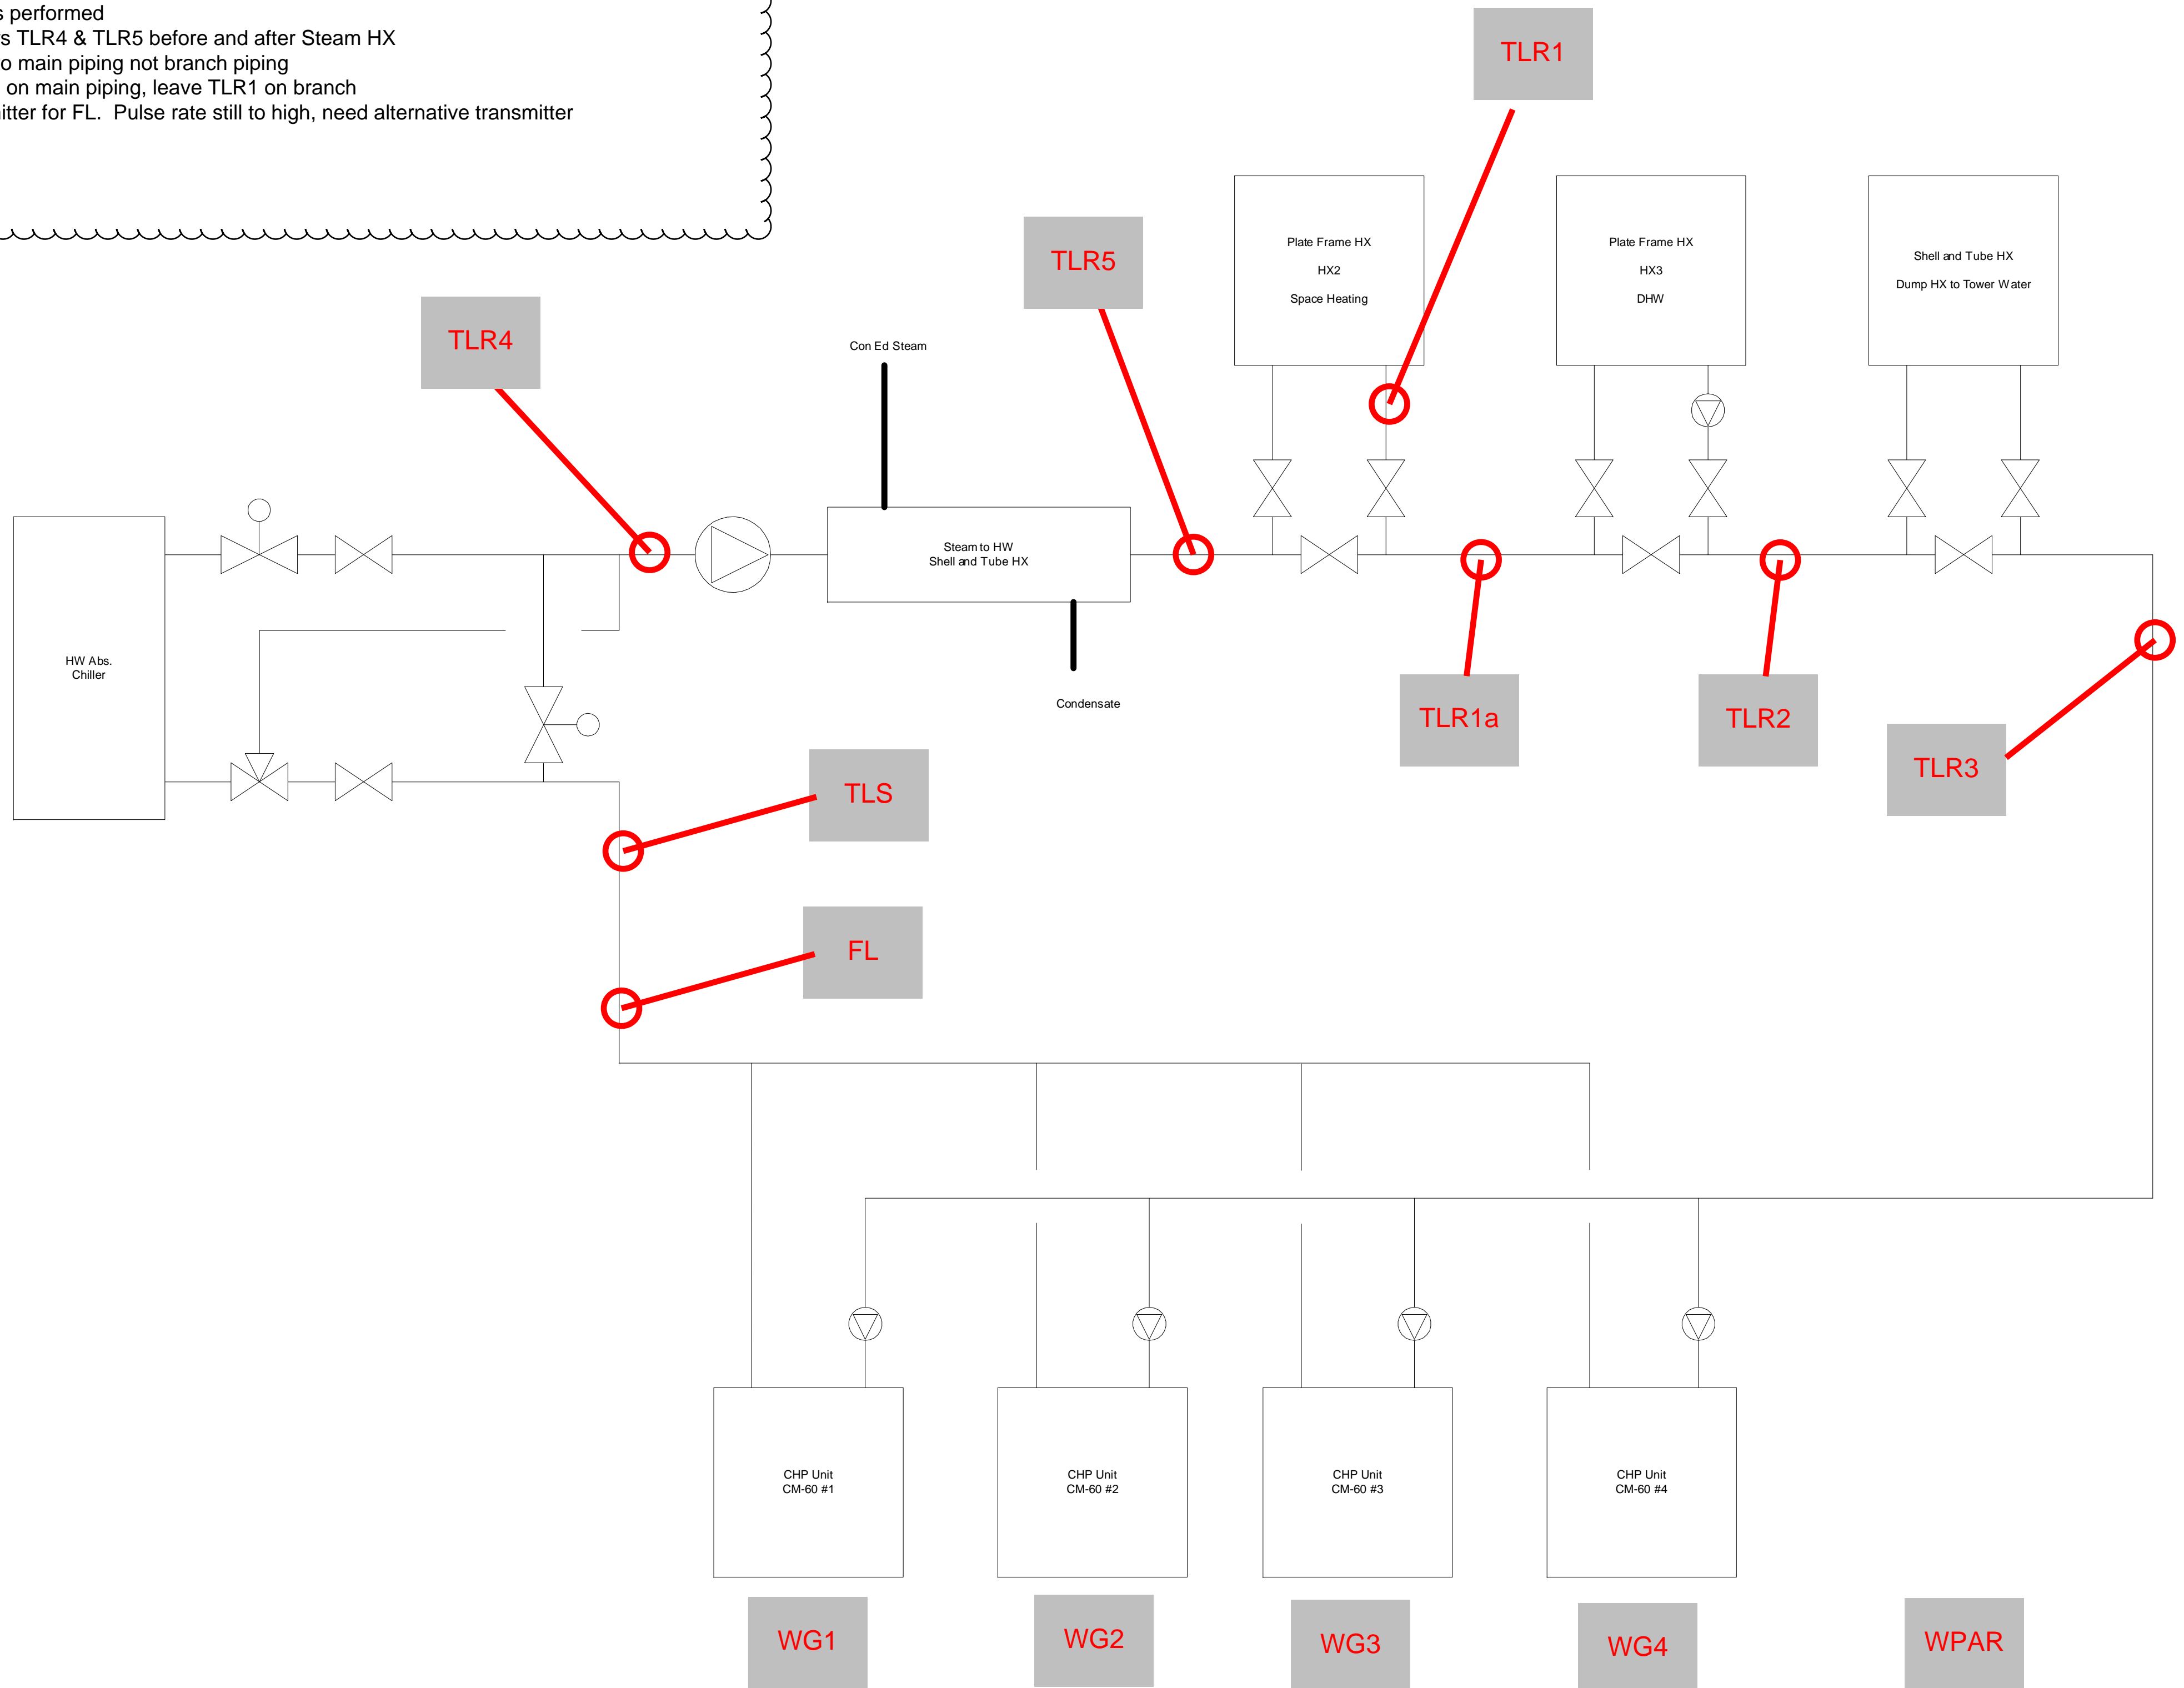 s performed
s TLR4 & TLR5 before and after Steam HX
o main piping not branch piping
on main piping, leave TLR1 on branch
itter for FL.  Pulse rate still to high, need alternative transmitter
TLR1
TLR5
Plate Frame HX
HX2
Space Heating
Plate Frame HX
HX3
DHW
Shell and Tube HX
Dump HX to Tower Water
TLR4
Con Ed Steam
Steam to HW
Shell and Tube HX
HW Abs.
Chiller
Condensate
TLR1a
TLR2
TLR3
TLS
FL
CHP Unit
CM-60 #1
CHP Unit
CM-60 #2
CHP Unit
CM-60 #3
CHP Unit
CM-60 #4
WG1
WG2
WG3
WG4
WPAR